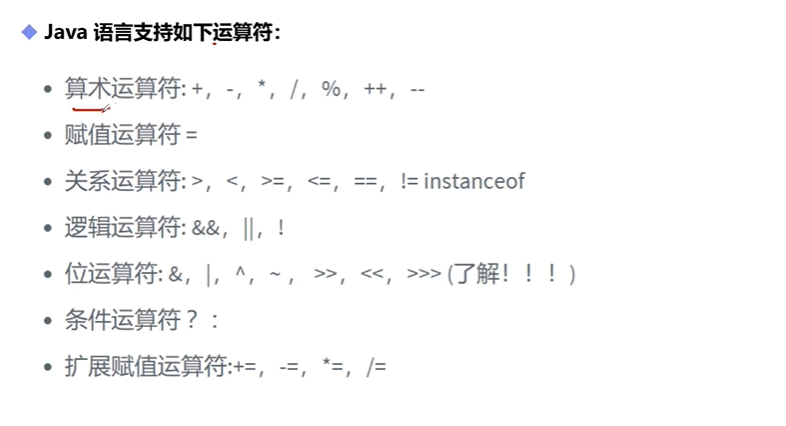 Java 语言支持如下运算符：
算术运算符: +，-，*，/，%，++，--
赋值运算符 =
关系运算符: >，<，>=，<=，==，!= instanceof
逻辑运算符: &&，||，!
位运算符: &，|，^，~ ， >>，<<，>>> (了解！！！)
条件运算符？：
扩展赋值运算符:+=，-=，*=，/=